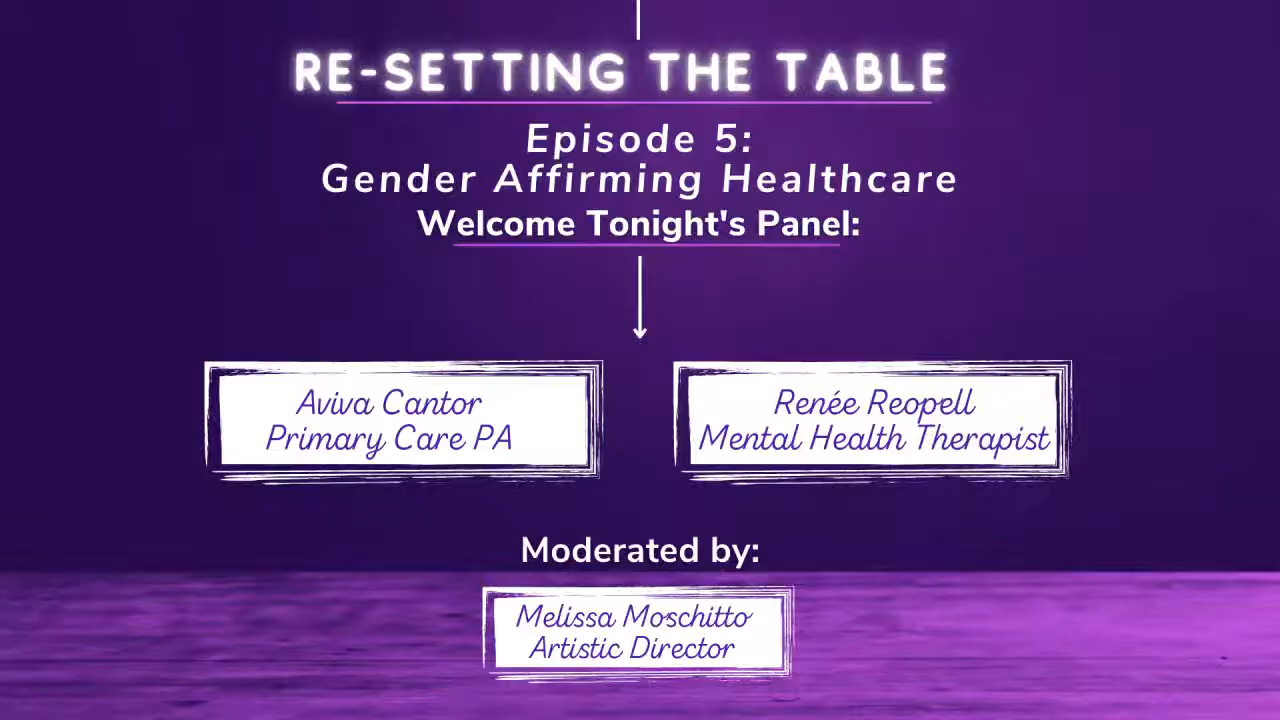 RE-SETTING THE TABLE
Episode 5:
Gender Affirming Healthcare
Welcome Tonight's Panel:
Aviva Cantor
Primary Care PA
Renée Reopell
Mental Health Therapist
Moderated by:
Melissa Moschitto
Artistic Director